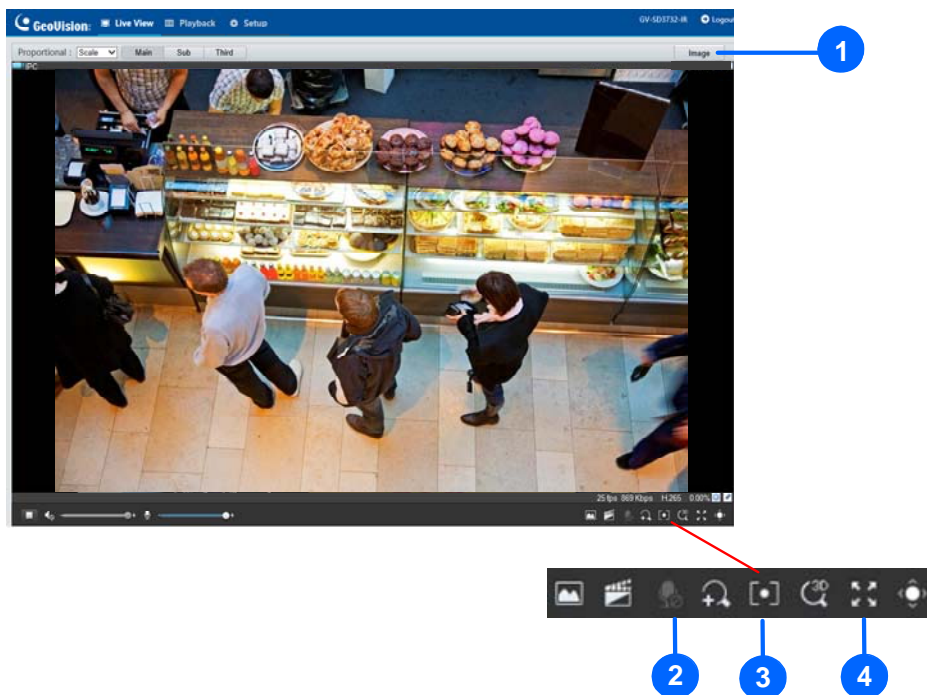 GeoVision: Live View Playback Setup GV-SD3732-IR Logout
Proportional : Scale Main Sub Third Image
IPC
1
25 fps 869 Kbps H.265 0.00%
3D
2 3 4